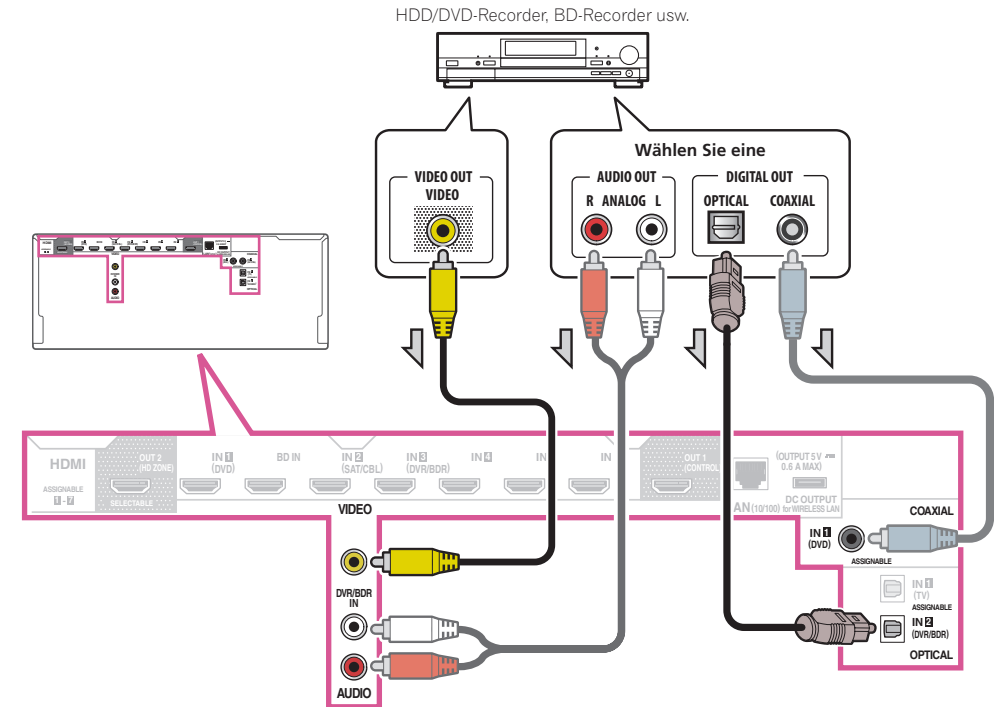 HDD/DVD-Recorder, BD-Recorder usw.
Wählen Sie eine
VIDEO OUT
VIDEO
AUDIO OUT
R ANALOG L
DIGITAL OUT
OPTICAL COAXIAL
HDMI
ASSIGNABLE
1 - 7
OUT 2
(HD ZONE)
SELECTABLE
IN 1
(DVD)
BD IN
IN 2
(SAT/CBL)
IN 3
(DVR/BDR)
IN 4
IN
IN
OUT 1
(CONTROL)
(OUTPUT 5 V
0.6 A MAX)
AN (10/100)
DC OUTPUT
for WIRELESS LAN
VIDEO
DVR/BDR
IN
AUDIO
COAXIAL
IN 1
(DVD)
ASSIGNABLE
IN 1
(TV)
ASSIGNABLE
IN 2
(DVR/BDR)
OPTICAL